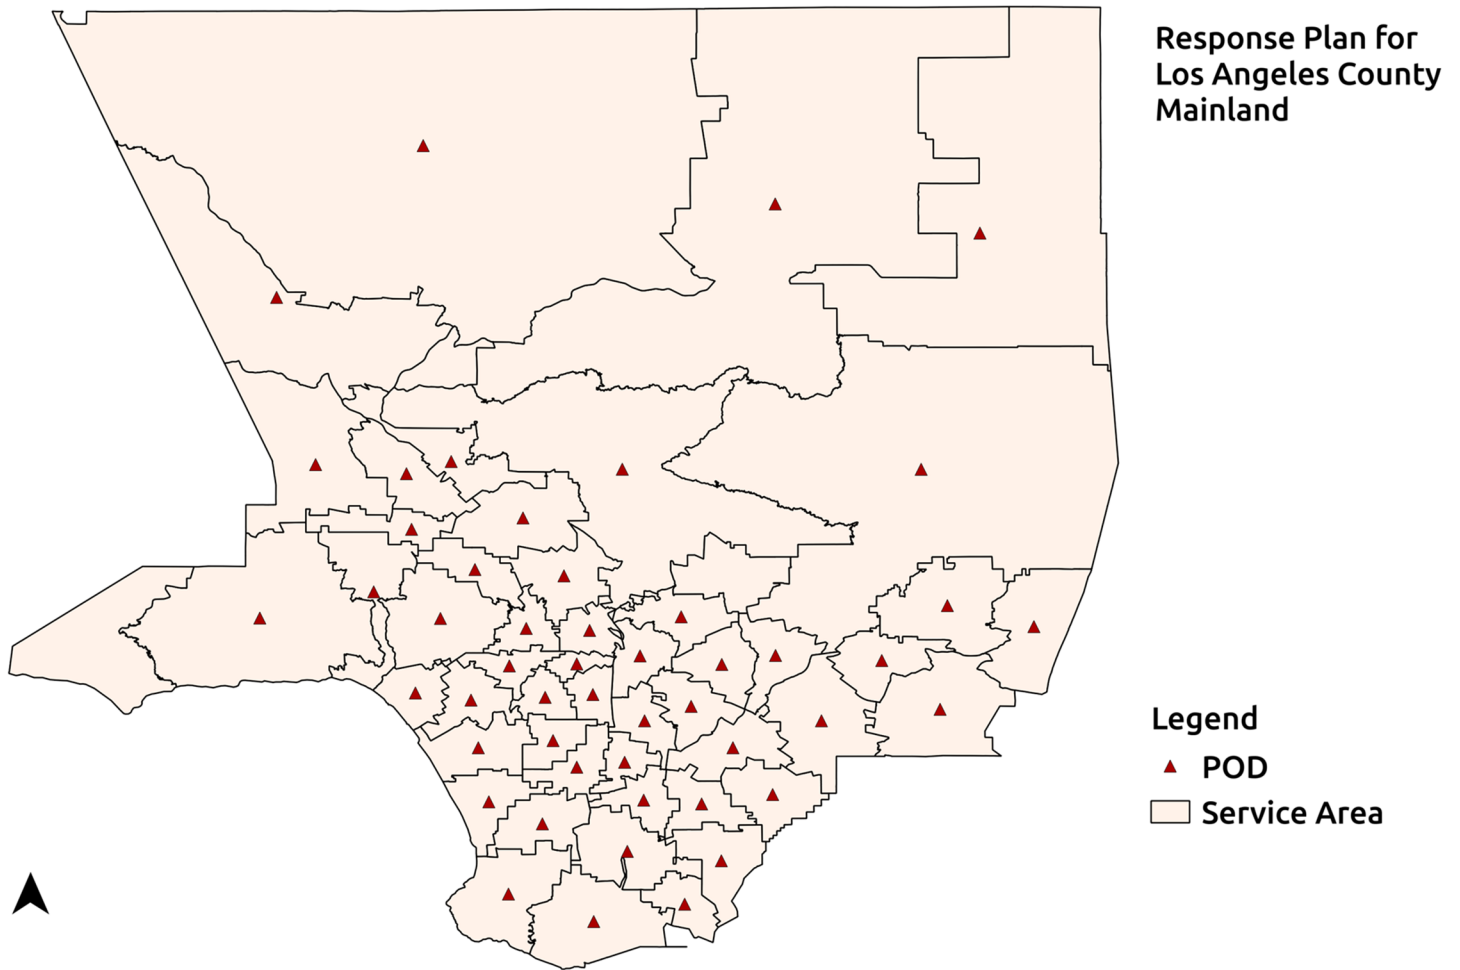 Response Plan for
Los Angeles County
Mainland
Legend
POD
Service Area